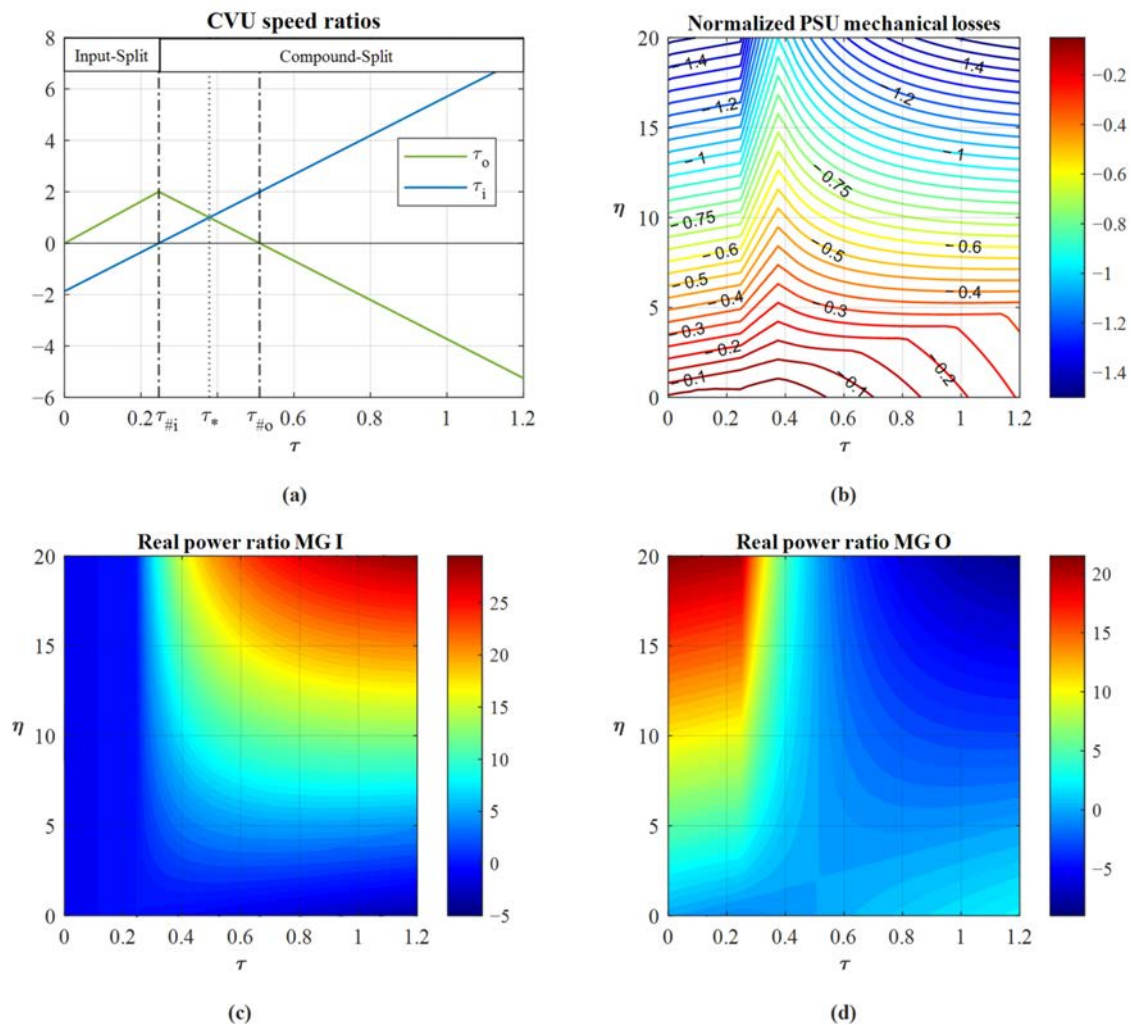 CVU speed ratios
8
Input-Split
Compound-Split
6
4
2
0
−2
−4
−6
τo
τi
0
0.2
τ#i
τ*
τ#o
0.6
0.8
1
1.2
τ
(a)
Normalized PSU mechanical losses
20
15
10
5
0
η
−1.4
−1.2
−1
−0.75
−0.6
−0.5
−0.4
−0.3
−0.2
−0.1
−1.4
−1.2
−1
−0.75
−0.6
−0.5
−0.4
−0.3
−0.2
−0.1
0 0.2 0.4 0.6 0.8 1 1.2
τ
−0.2
−0.4
−0.6
−0.8
−1
−1.2
−1.4
(b)
Real power ratio MG I
20
15
10
5
0
η
0 0.2 0.4 0.6 0.8 1 1.2
τ
25
20
15
10
5
0
−5
(c)
Real power ratio MG O
20
15
10
5
0
η
0 0.2 0.4 0.6 0.8 1 1.2
τ
20
15
10
5
0
−5
(d)